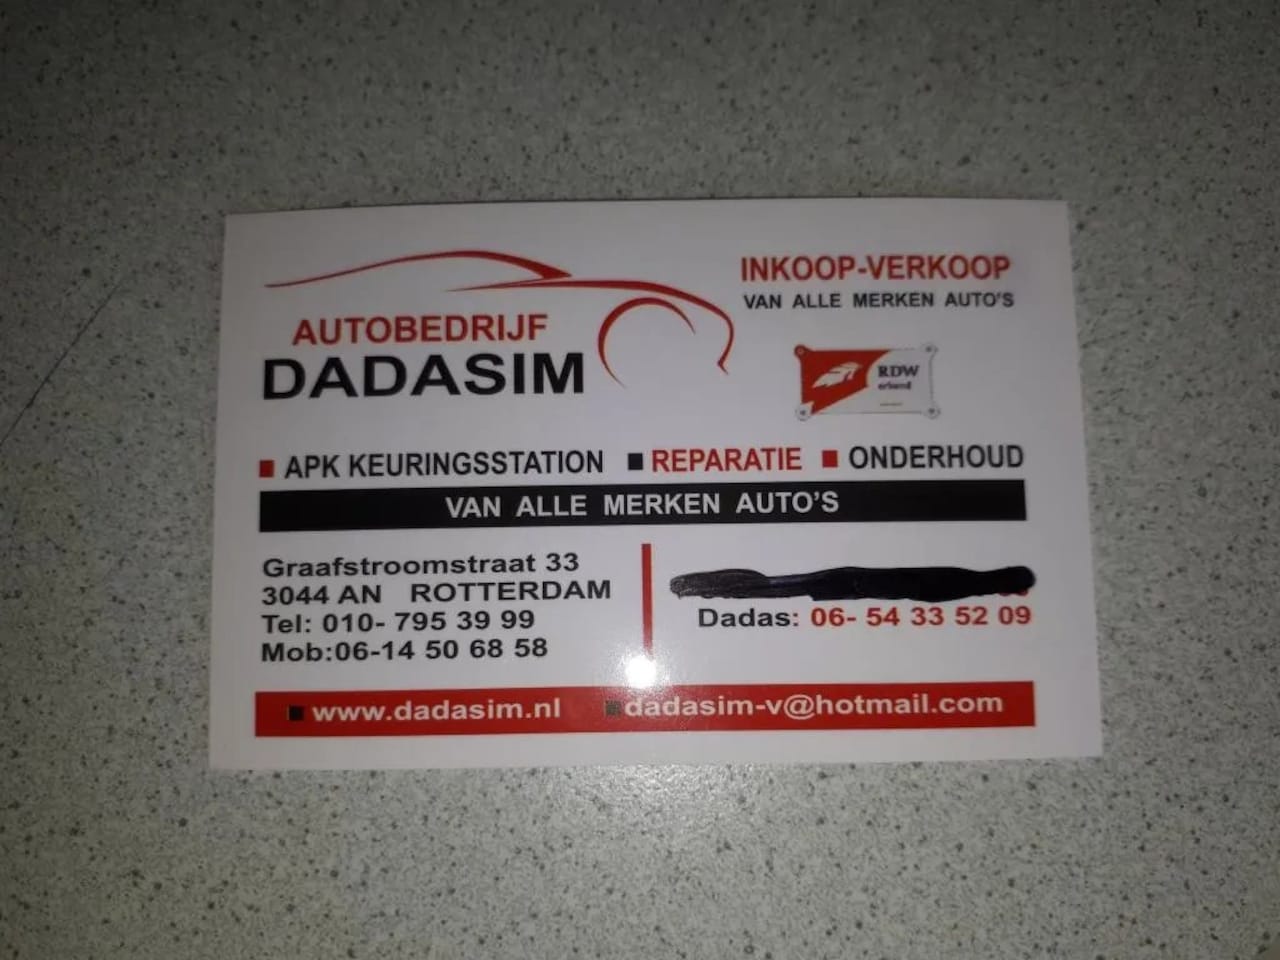 AUTOBEDRIJF
DADASIM
INKOOP-VERKOOP
VAN ALLE MERKEN AUTO'S
RDW
erkend
APK KEURINGSSTATION REPARATIE ONDERHOUD
VAN ALLE MERKEN AUTO'S
Graafstroomstraat 33
3044 AN ROTTERDAM
Tel: 010- 795 39 99
Mob:06-14 50 68 58
Dadas: 06- 54 33 52 09
www.dadasim.nl dadasim-v@hotmail.com